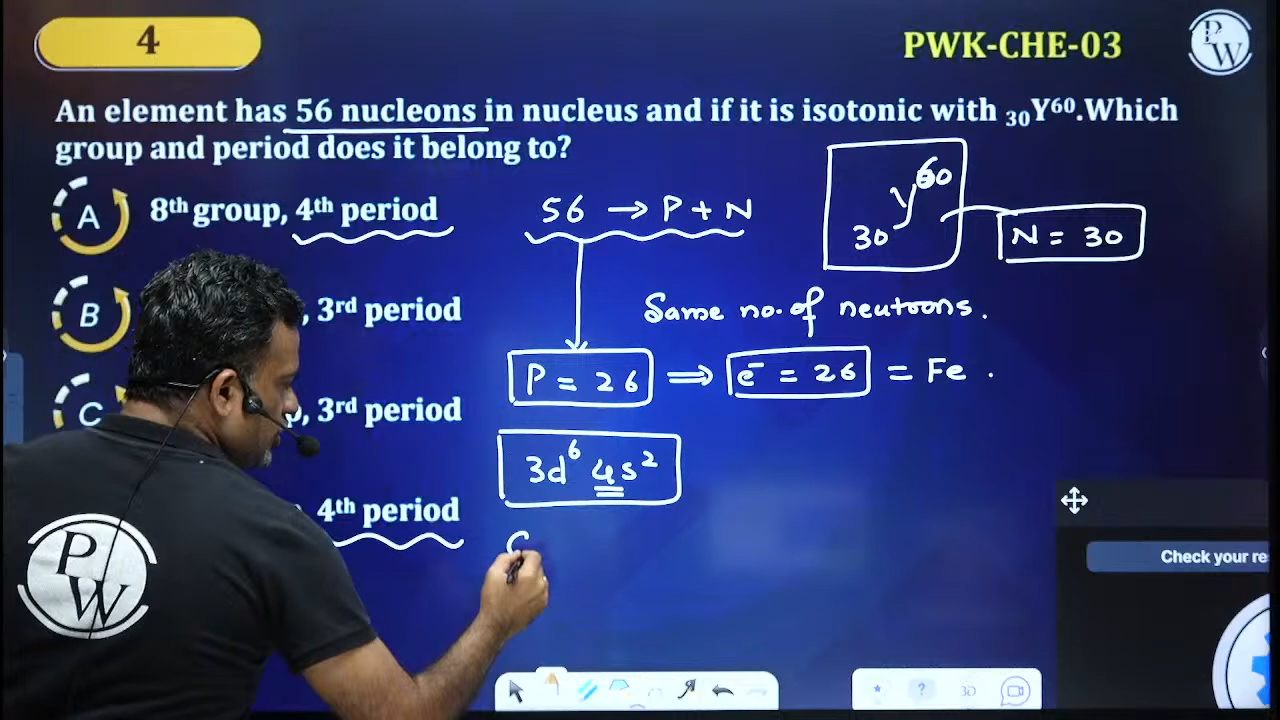 4
PWK-CHE-03
P
W
An element has 56 nucleons in nucleus and if it is isotonic with ₃₀Y⁶⁰.Which
group and period does it belong to?
A
8th group, 4th period
B
, 3rd period
C
, 3rd period
4th period
56 → P + N
30 Y 60
N = 30
Same no. of neutrons.
P = 26 ⟹ e⁻ = 26 = Fe .
3d⁶ 4s²
P
W
Check your re
3D
?